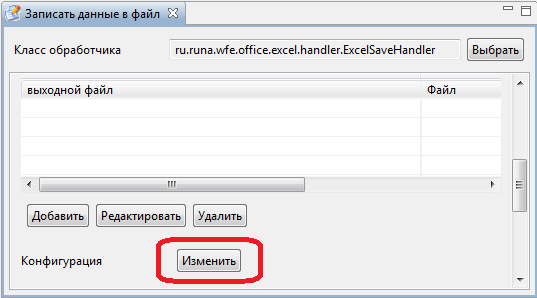 Записать данные в файл
Класс обработчика ru.runa.wfe.office.excel.handler.ExcelSaveHandler Выбрать
выходной файл Файл
Добавить Редактировать Удалить
Конфигурация Изменить